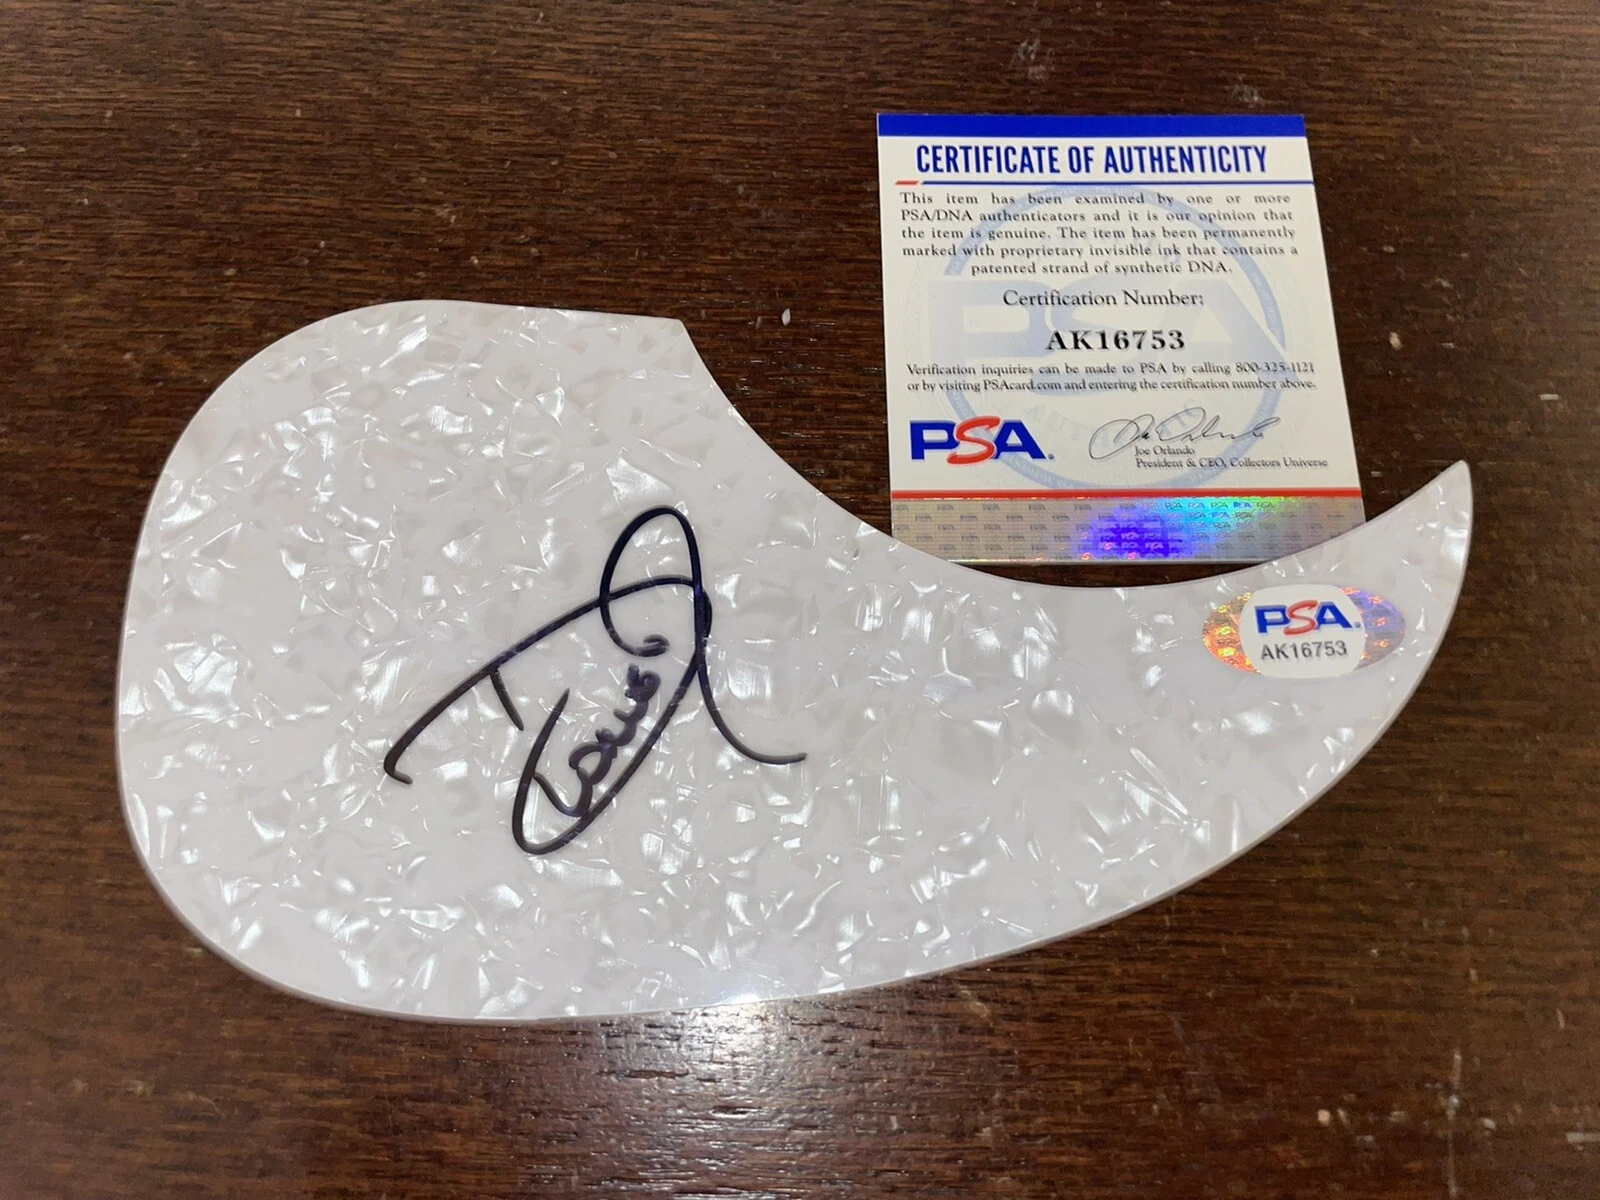 CERTIFICATE OF AUTHENTICITY
This item has been examined by one or more
PSA/DNA authenticators and it is our opinion that
the item is genuine. The item has been permanently
marked with proprietary invisible ink that contains a
patented strand of synthetic DNA.
Certification Number:
AK16753
Verification inquiries can be made to PSA by calling 800-325-1121
or by visiting PSAcard.com and entering the certification number above.
PSA.
Joe Orlando
President & CEO, Collectors Universe
PSA.
AK16753